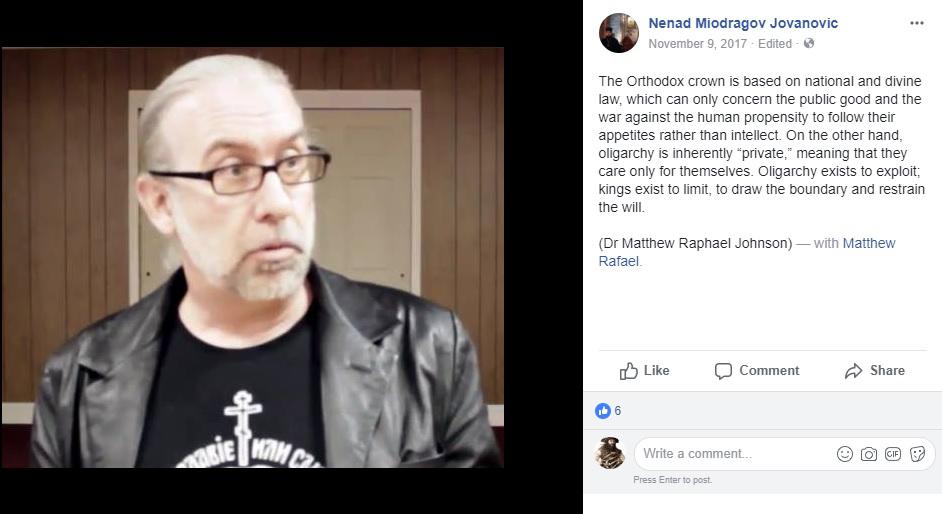 Nenad Miodragov Jovanovic
November 9, 2017 · Edited ·
The Orthodox crown is based on national and divine
law, which can only concern the public good and the
war against the human propensity to follow their
appetites rather than intellect. On the other hand,
oligarchy is inherently “private,” meaning that they
care only for themselves. Oligarchy exists to exploit;
kings exist to limit, to draw the boundary and restrain
the will.
(Dr Matthew Raphael Johnson) — with Matthew
Rafael.
Like Comment Share
6
Write a comment...
GIF
Press Enter to post.
ИЛИ